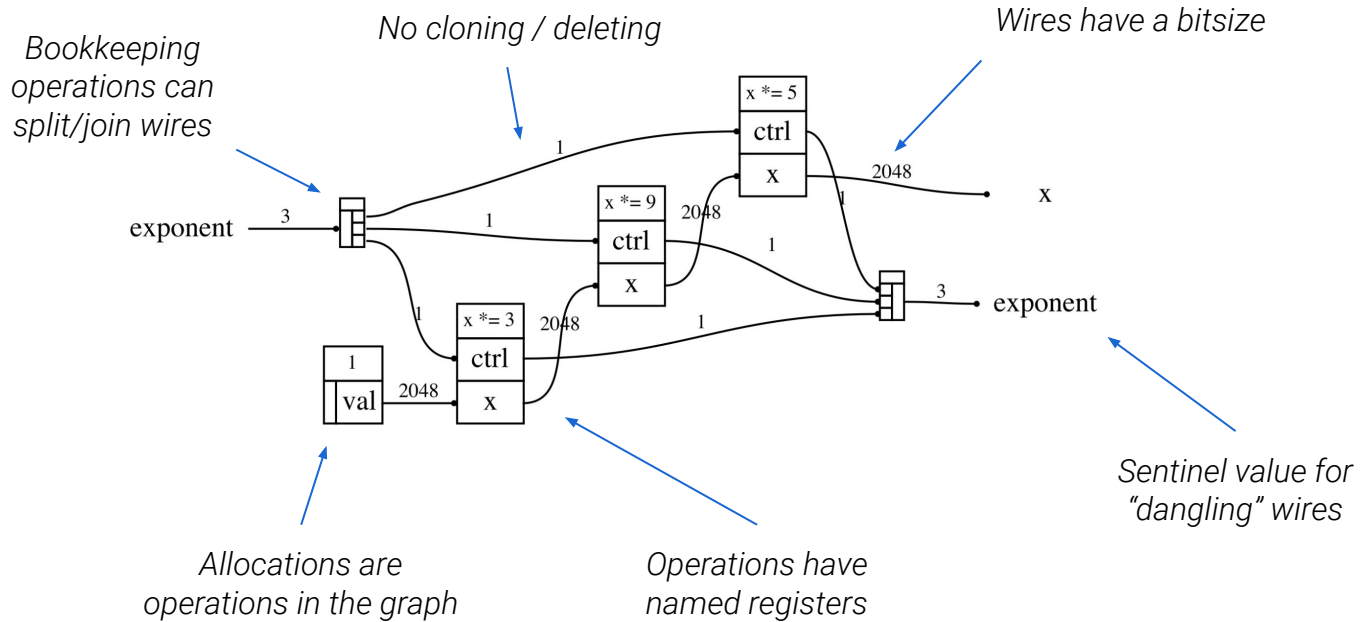 No cloning / deleting
Wires have a bitsize
Bookkeeping
operations can
split/join wires
x *= 5
ctrl
x
1
2048
1
x
x *= 9
ctrl
x
2048
1
1
exponent
3
3
exponent
1
x *= 3
ctrl
x
2048
1
1
val
2048
Sentinel value for
“dangling” wires
Allocations are
operations in the graph
Operations have
named registers